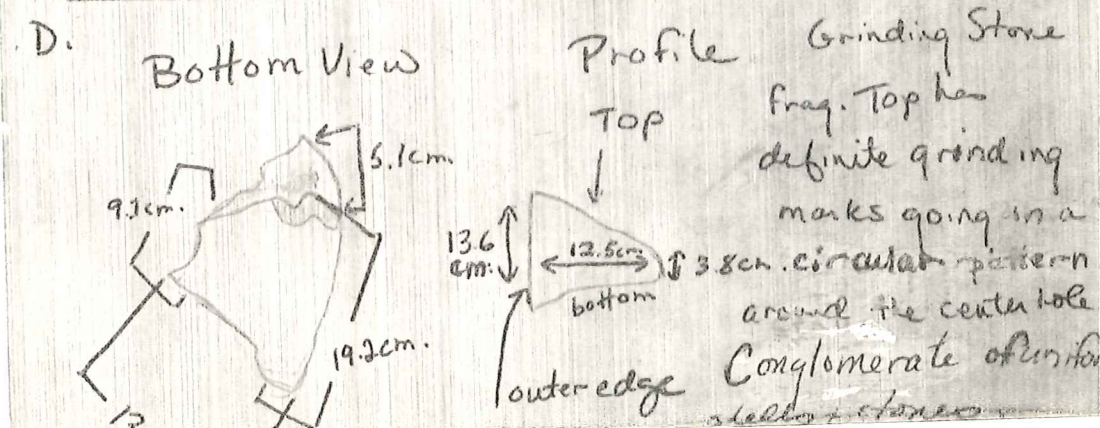 D.
Bottom View
5.1cm.
9.1cm.
19.2cm.
Profile
TOP
13.6
cm.
12.5cm.
3.8cm.
bottom
outer edge
Grinding Stone
frag. Top has
definite grinding
marks going in a
circular pattern
around the center hole
Conglomerate of
stones